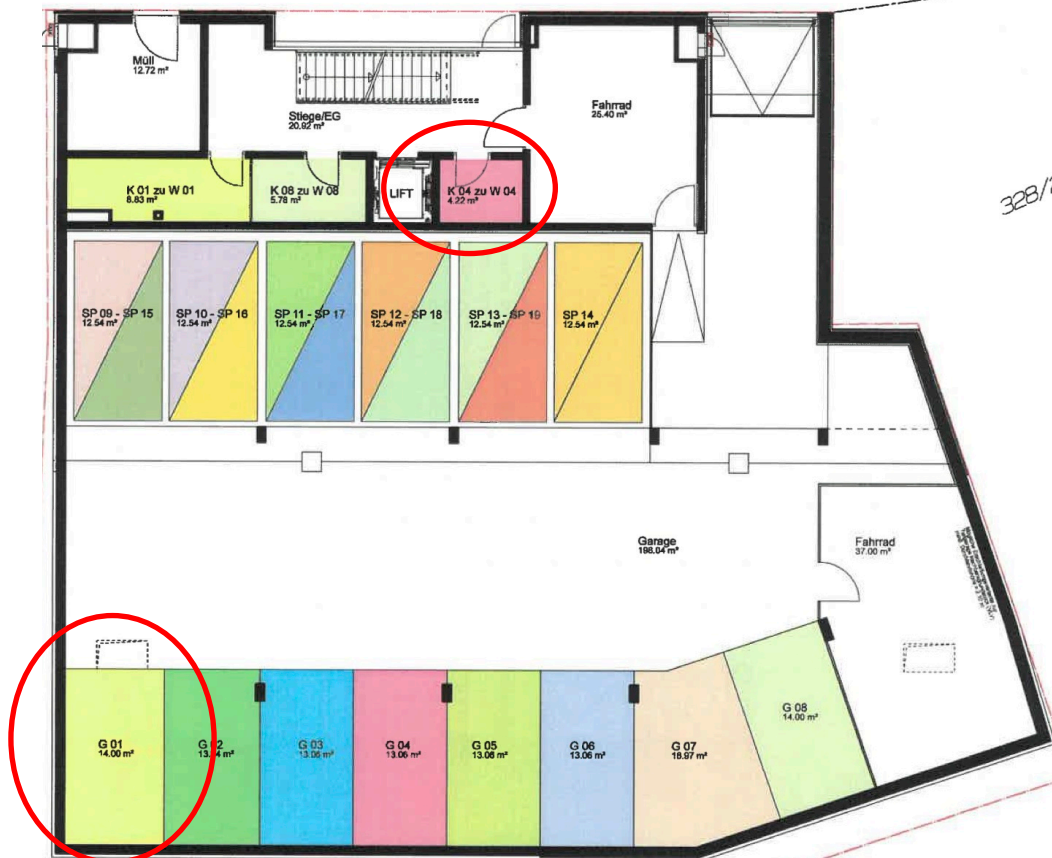 Müll
12.72 m²
Stiege/EG
20.92 m²
Fahrrad
25.40 m²
K 01 zu W 01
8.83 m²
K 08 zu W 08
5.78 m²
LIFT
K 04 zu W 04
4.22 m²
328/
SP 09 - SP 15
12.54 m²
SP 10 - SP 16
12.54 m²
SP 11 - SP 17
12.54 m²
SP 12 - SP 18
12.54 m²
SP 13 - SP 19
12.54 m²
SP 14
12.54 m²
Garage
198.04 m²
Fahrrad
37.00 m²
G 01
14.00 m²
G 02
G 03
13.06 m²
G 04
13.06 m²
G 05
13.06 m²
G 06
13.06 m²
G 07
16.97 m²
G 08
14.00 m²